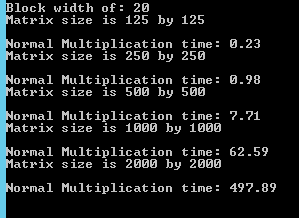 Block width of: 20
Matrix size is 125 by 125
Normal Multiplication time: 0.23
Matrix size is 250 by 250
Normal Multiplication time: 0.98
Matrix size is 500 by 500
Normal Multiplication time: 7.71
Matrix size is 1000 by 1000
Normal Multiplication time: 62.59
Matrix size is 2000 by 2000
Normal Multiplication time: 497.89